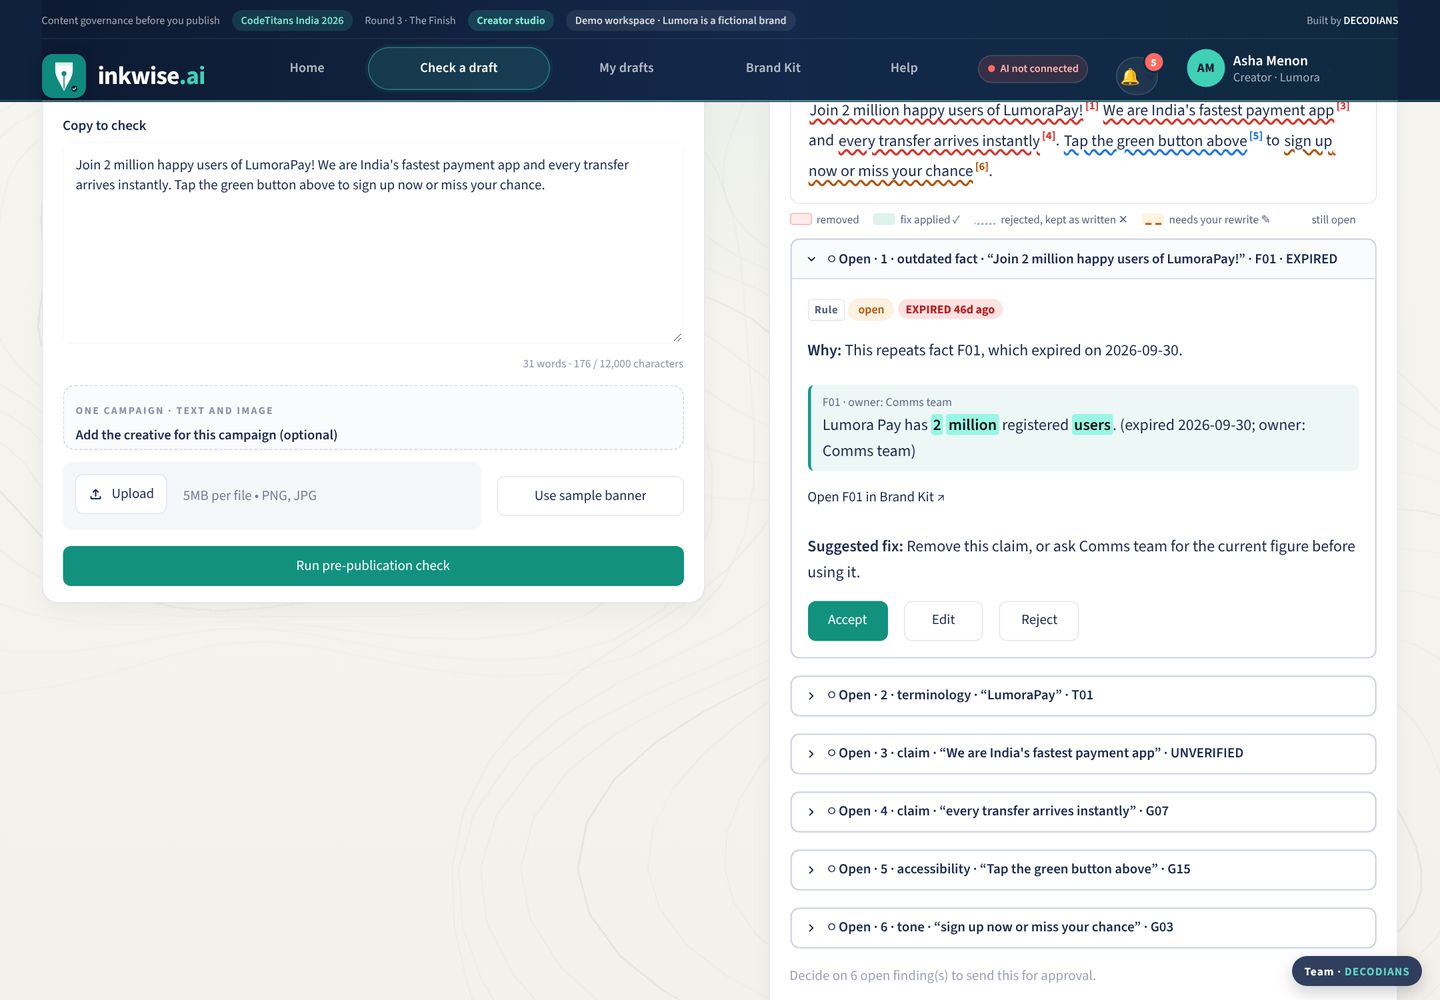 Content governance before you publish
CodeTitans India 2026
Round 3 · The Finish
Creator studio
Demo workspace · Lumora is a fictional brand
Built by DECODIANS
inkwise.ai
Home
Check a draft
My drafts
Brand Kit
Help
AI not connected
5
AM
Asha Menon
Creator · Lumora
Copy to check
Join 2 million happy users of LumoraPay! We are India's fastest payment app and every transfer
arrives instantly. Tap the green button above to sign up now or miss your chance.
31 words · 176 / 12,000 characters
ONE CAMPAIGN · TEXT AND IMAGE
Add the creative for this campaign (optional)
Upload
5MB per file • PNG, JPG
Use sample banner
Run pre-publication check
Join 2 million happy users of LumoraPay! [1] We are India's fastest payment app [3]
and every transfer arrives instantly [4]. Tap the green button above [5] to sign up
now or miss your chance [6].
removed
fix applied ✓
rejected, kept as written ✕
needs your rewrite ✎
still open
○ Open · 1 · outdated fact · “Join 2 million happy users of LumoraPay!” · F01 · EXPIRED
Rule
open
EXPIRED 46d ago
Why: This repeats fact F01, which expired on 2026-09-30.
F01 · owner: Comms team
Lumora Pay has 2 million registered users. (expired 2026-09-30; owner:
Comms team)
Open F01 in Brand Kit ↗
Suggested fix: Remove this claim, or ask Comms team for the current figure before
using it.
Accept
Edit
Reject
○ Open · 2 · terminology · “LumoraPay” · T01
○ Open · 3 · claim · “We are India's fastest payment app” · UNVERIFIED
○ Open · 4 · claim · “every transfer arrives instantly” · G07
○ Open · 5 · accessibility · “Tap the green button above” · G15
○ Open · 6 · tone · “sign up now or miss your chance” · G03
Decide on 6 open finding(s) to send this for approval.
Team · DECODIANS